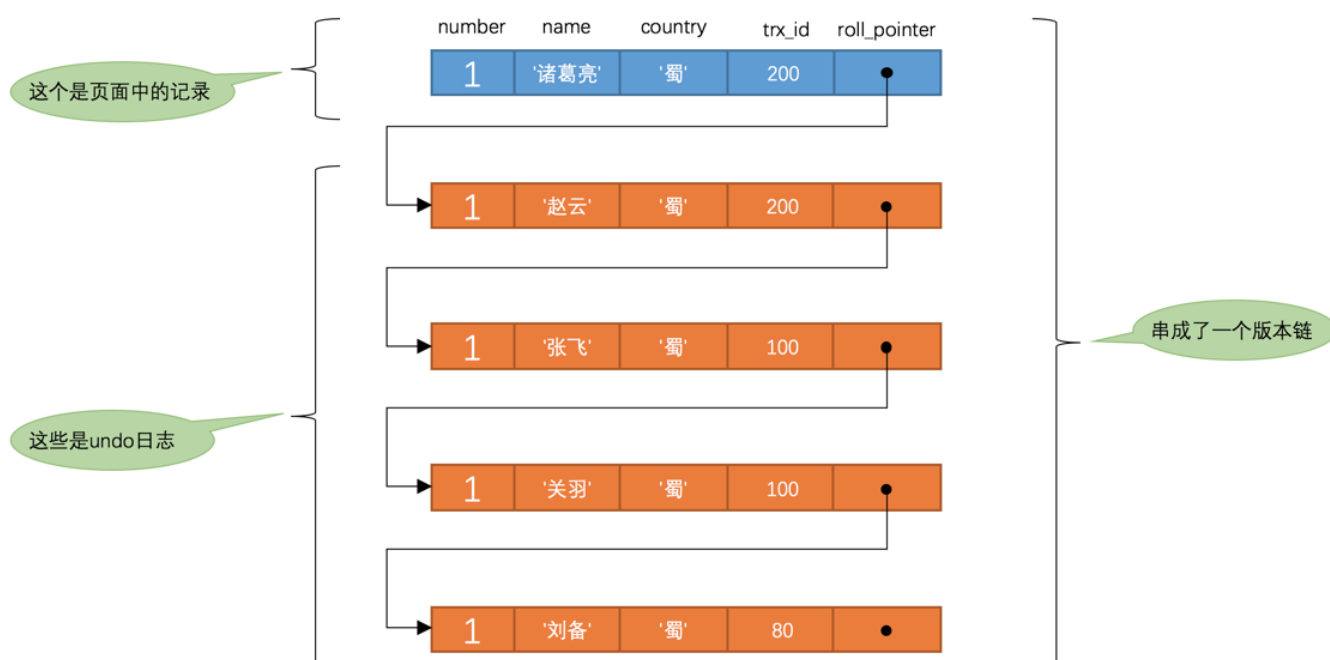 number name country trx_id roll_pointer
1 '诸葛亮' '蜀' 200
这个是页面中的记录
1 '赵云' '蜀' 200
1 '张飞' '蜀' 100
串成了一个版本链
这些是undo日志
1 '关羽' '蜀' 100
1 '刘备' '蜀' 80